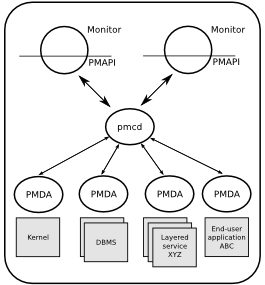 Monitor
Monitor
PMAPI
PMAPI
pmcd
PMDA
PMDA
PMDA
PMDA
Kernel
DBMS
Layered
service
XYZ
End-user
application
ABC